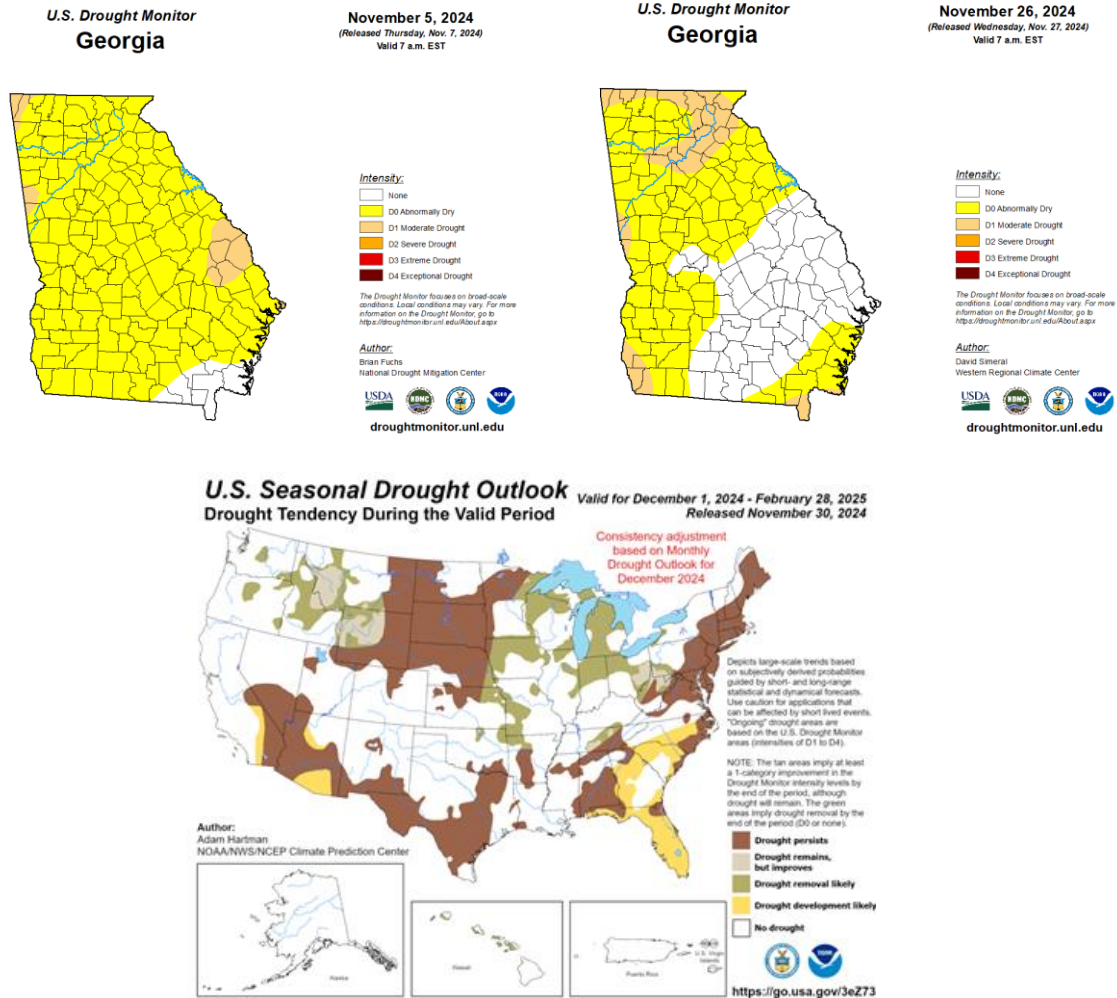 U.S. Drought Monitor
Georgia
November 5, 2024
(Released Thursday, Nov. 7, 2024)
Valid 7 a.m. EST
Intensity:
None
D0 Abnormally Dry
D1 Moderate Drought
D2 Severe Drought
D3 Extreme Drought
D4 Exceptional Drought
The Drought Monitor focuses on broad-scale
conditions. Local conditions may vary. For more
information on the Drought Monitor, go to
https://droughtmonitor.unl.edu/About.aspx
Author:
Brian Fuchs
National Drought Mitigation Center
USDA
NDMC
NOAA
droughtmonitor.unl.edu
U.S. Drought Monitor
Georgia
November 26, 2024
(Released Wednesday, Nov. 27, 2024)
Valid 7 a.m. EST
Intensity:
None
D0 Abnormally Dry
D1 Moderate Drought
D2 Severe Drought
D3 Extreme Drought
D4 Exceptional Drought
The Drought Monitor focuses on broad-scale
conditions. Local conditions may vary. For more
information on the Drought Monitor, go to
https://droughtmonitor.unl.edu/About.aspx
Author:
David Simeral
Western Regional Climate Center
USDA
NDMC
NOAA
droughtmonitor.unl.edu
U.S. Seasonal Drought Outlook
Drought Tendency During the Valid Period
Valid for December 1, 2024 - February 28, 2025
Released November 30, 2024
Consistency adjustment
based on Monthly
Drought Outlook for
December 2024
Depicts large-scale trends based
on subjectively derived probabilities
guided by short- and long-range
statistical and dynamical forecasts.
Use caution for applications that
can be affected by short lived events.
"Ongoing" drought areas are
based on the U.S. Drought Monitor
areas (intensities of D1 to D4).
NOTE: The tan areas imply at least
a 1-category improvement in the
Drought Monitor intensity levels by
the end of the period, although
drought will remain. The green
areas imply drought removal by the
end of the period (D0 or none).
Author:
Adam Hartman
NOAA/NWS/NCEP Climate Prediction Center
Drought persists
Drought remains,
but improves
Drought removal likely
Drought development likely
No drought
Alaska
Hawaii
Puerto Rico
U.S. Virgin
Islands
NOAA
https://go.usa.gov/3eZ73